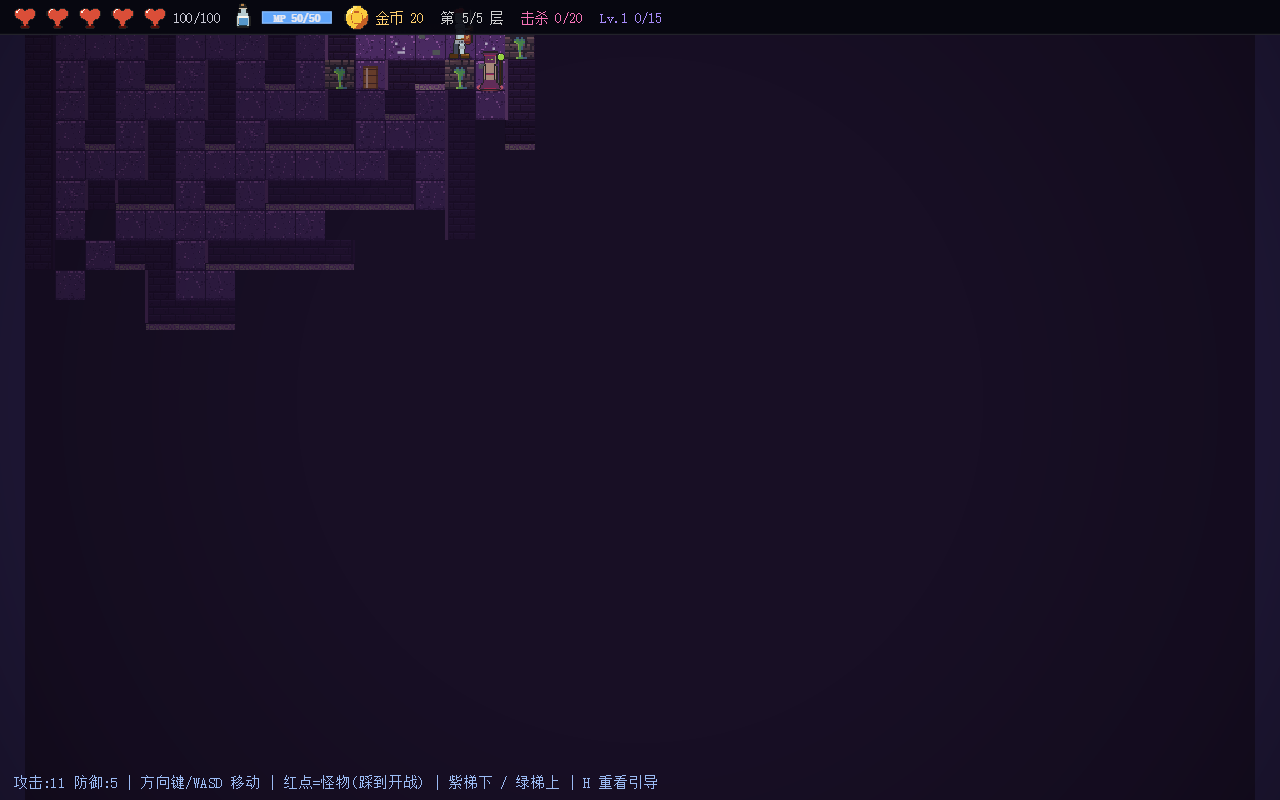 100/100 MP 50/50 金币 20 第 5/5 层 击杀 0/20 Lv.1 0/15
攻击:11 防御:5 | 方向键/WASD 移动 | 红点=怪物(踩到开战) | 紫梯下 / 绿梯上 | H 重看引导